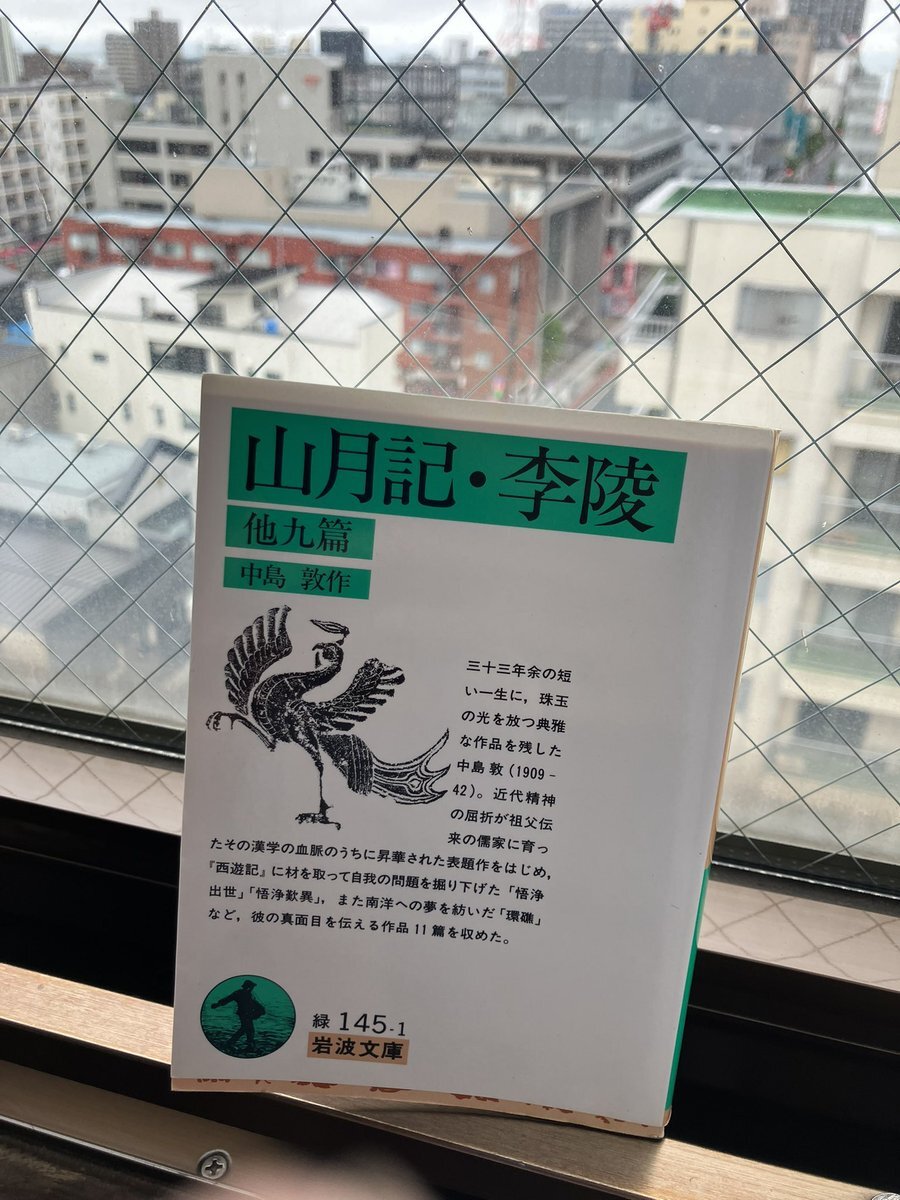 山月記・李陵
他九篇
中島 敦作
三十三年余の短
い一生に，珠玉
の光を放つ典雅
な作品を残した
中島敦（1909－
42）。近代精神
の屈折が祖父伝
来の儒家に育っ
たその漢学の血脈のうちに昇華された表題作をはじめ，
『西遊記』に材を取って自我の問題を掘り下げた「悟浄
出世」「悟浄歎異」，また南洋への夢を紡いだ「環礁」
など，彼の真面目を伝える作品11篇を収めた。
緑 145-1
岩波文庫